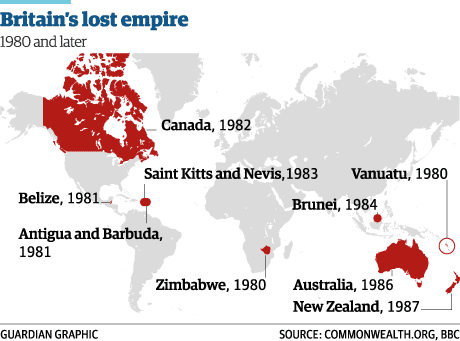 Britain's lost empire
1980 and later
Canada, 1982
Saint Kitts and Nevis,1983
Vanuatu, 1980
Belize, 1981
Brunei, 1984
Antigua and Barbuda,
1981
Zimbabwe, 1980
Australia, 1986
New Zealand, 1987
GUARDIAN GRAPHIC
SOURCE: COMMONWEALTH.ORG, BBC